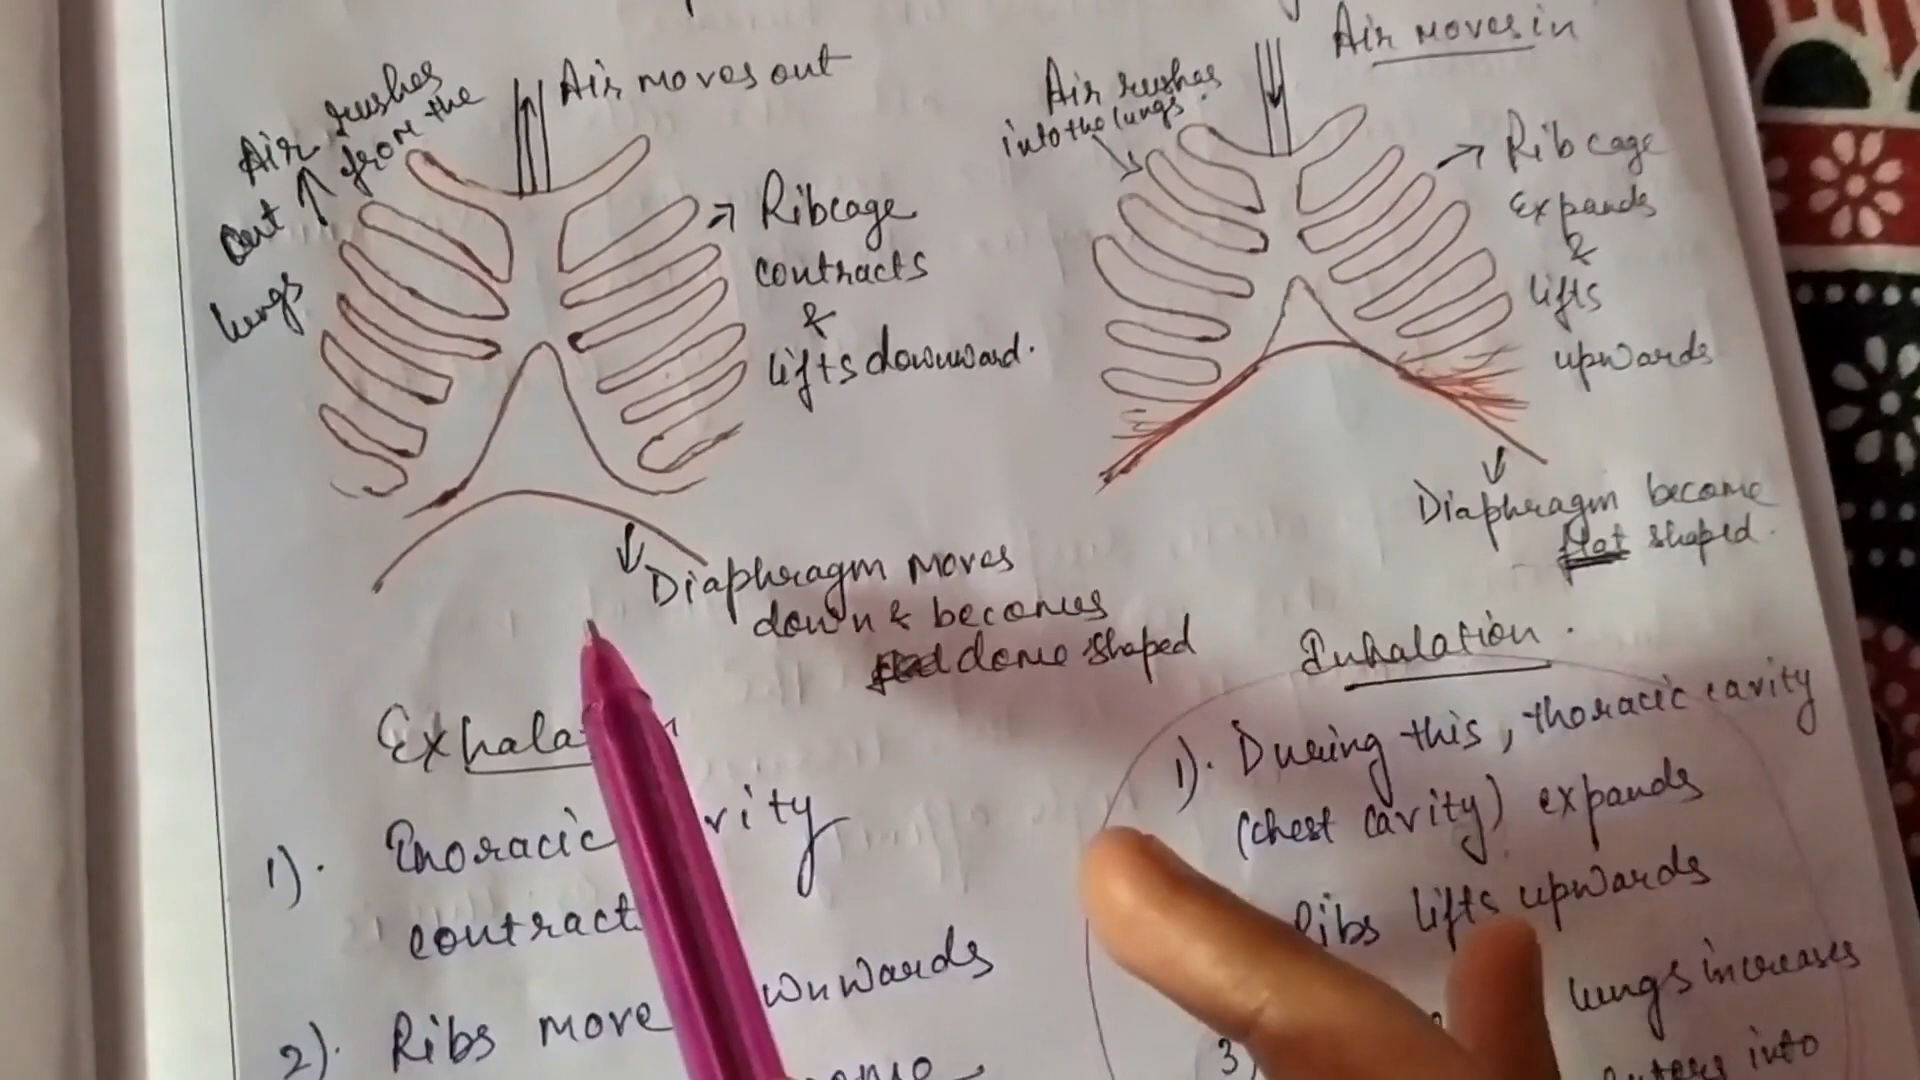 Air rushes
out ↑ from the
lungs
Air moves out
→ Ribcage
contracts
&
lifts downward.
Diaphragm moves
down & becomes
dome shaped
Exhala
1). Thoracic vity
contract
2). Ribs move wnwards
Air moves in
Air rushes
into the lungs.
→ Rib cage
Expands
&
lifts
upwards
Diaphragm become
flat shaped.
Inhalation.
1). During this, thoracic cavity
(chest cavity) expands
Ribs lifts upwards
lungs increases
3)
into